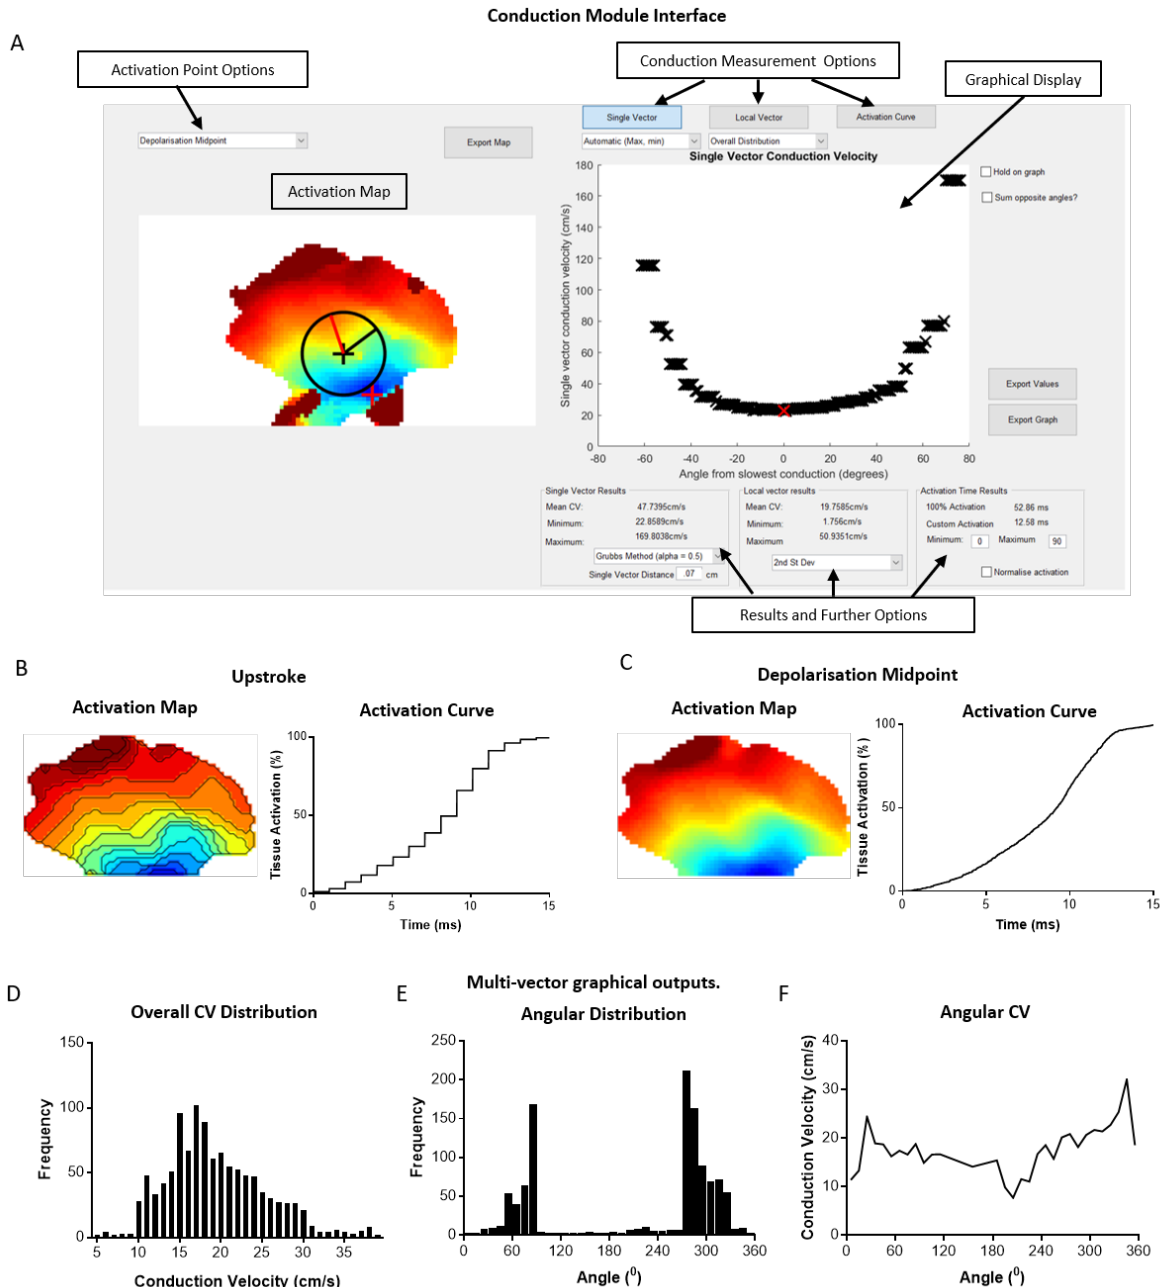 Conduction Module Interface
A
Activation Point Options
Conduction Measurement Options
Graphical Display
Depolarisation Midpoint
Export Map
Single Vector
Local Vector
Activation Curve
Automatic (Max, min)
Overall Distribution
Activation Map
Single Vector Conduction Velocity
Hold on graph
Sum opposite angles?
Single vector conduction velocity (cm/s)
180
160
140
120
100
80
60
40
20
0
-80
-60
-40
-20
0
20
40
60
80
Angle from slowest conduction (degrees)
Export Values
Export Graph
Single Vector Results
Mean CV: 47.7395cm/s
Minimum: 22.8589cm/s
Maximum: 169.8038cm/s
Grubbs Method (alpha = 0.5)
Single Vector Distance .07 cm
Local vector results
Mean CV: 19.7585cm/s
Minimum: 1.756cm/s
Maximum 50.9351cm/s
2nd St Dev
Activation Time Results
100% Activation 52.86 ms
Custom Activation 12.58 ms
Minimum: 0 Maximum 90
Normalise activation
Results and Further Options
B
Upstroke
Activation Map
Activation Curve
Tissue Activation (%)
100
50
0
0
5
10
15
Time (ms)
C
Depolarisation Midpoint
Activation Map
Activation Curve
Tissue Activation (%)
100
50
0
0
5
10
15
Time (ms)
Multi-vector graphical outputs.
D
Overall CV Distribution
Frequency
150
100
50
0
5
15
25
35
Conduction Velocity (cm/s)
E
Angular Distribution
Frequency
250
200
150
100
50
0
0
60
120
180
240
300
360
Angle (⁰)
F
Angular CV
Conduction Velocity (cm/s)
40
30
20
10
0
0
60
120
180
240
300
360
Angle (⁰)